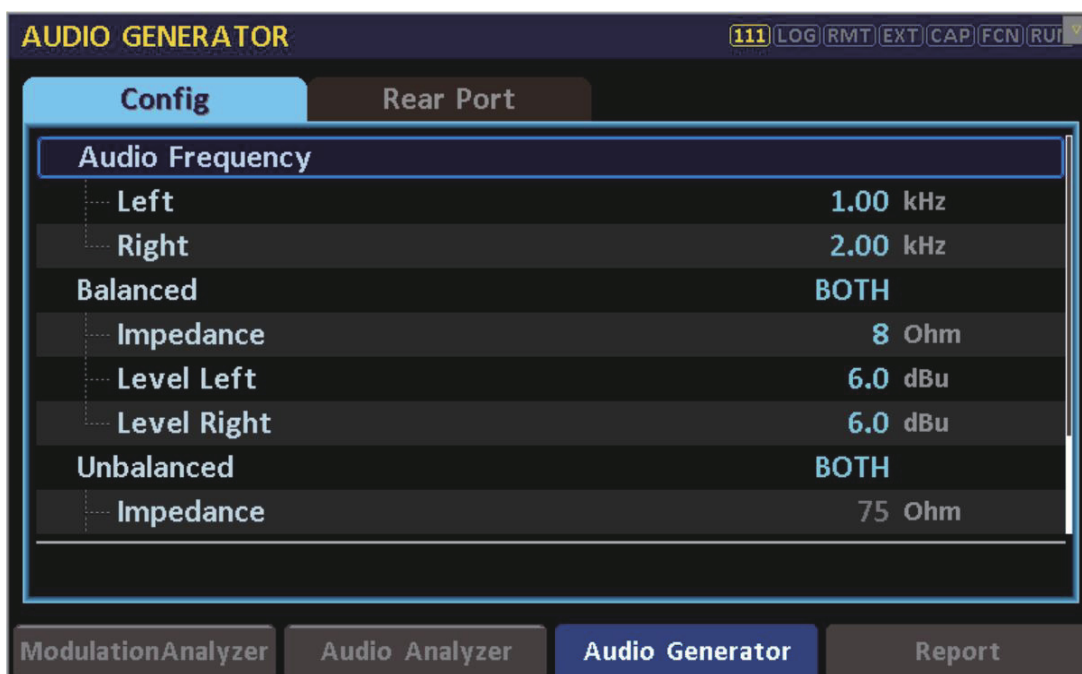 AUDIO GENERATOR 111 LOG RMT EXT CAP FCN
Config Rear Port
Audio Frequency
Left 1.00 kHz
Right 2.00 kHz
Balanced BOTH
Impedance 8 Ohm
Level Left 6.0 dBu
Level Right 6.0 dBu
Unbalanced BOTH
Impedance 75 Ohm
ModulationAnalyzer Audio Analyzer Audio Generator Report